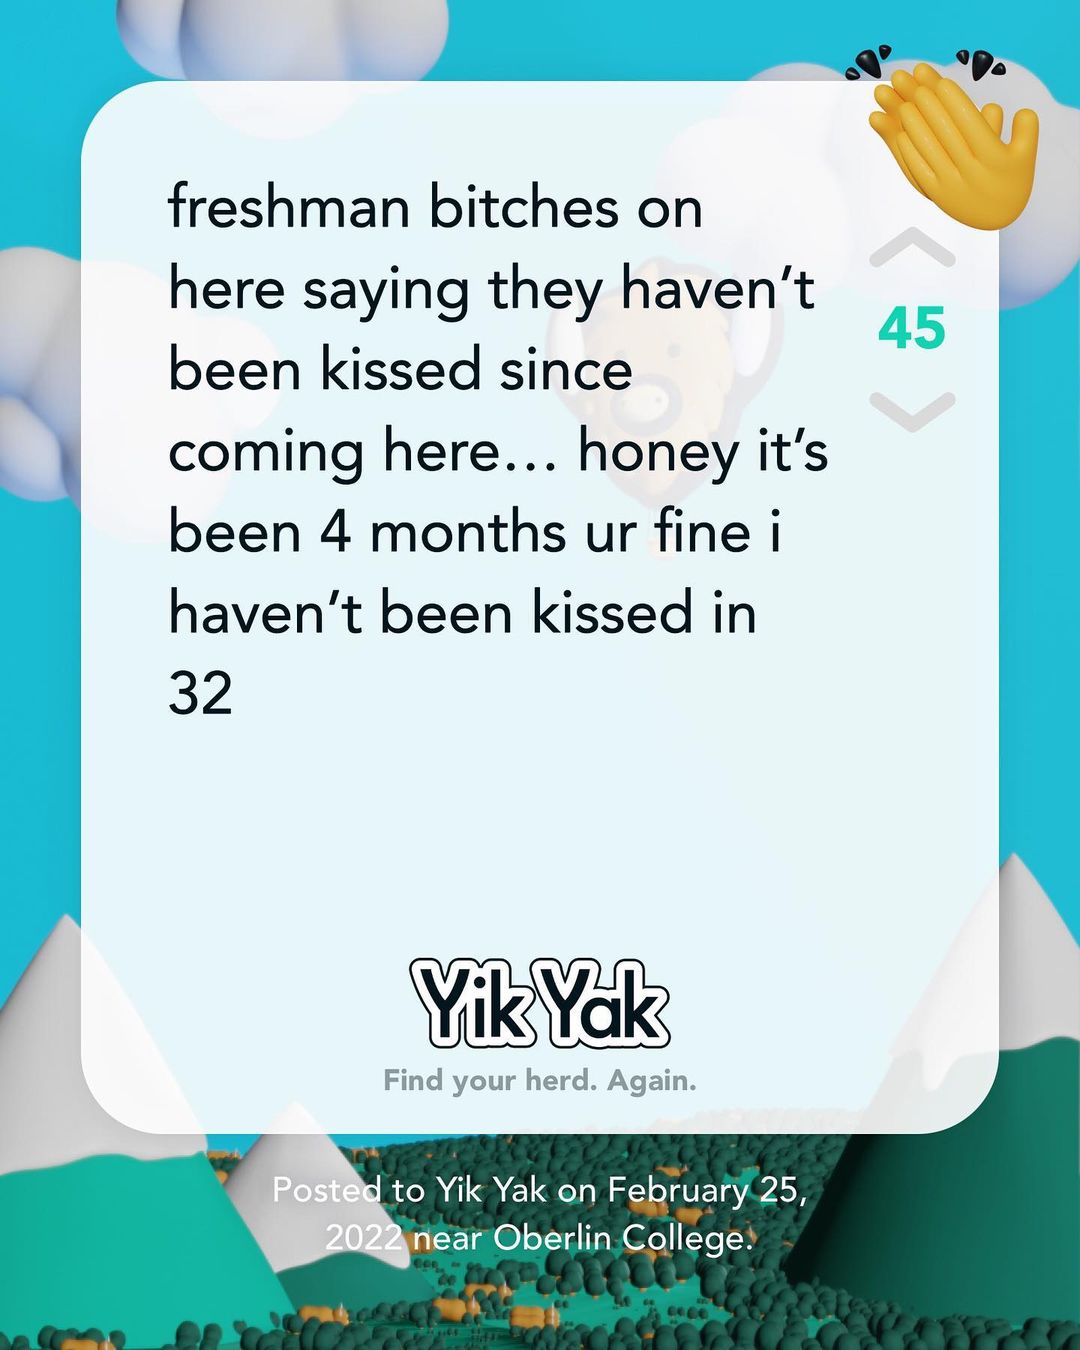 freshman bitches on
here saying they haven’t
been kissed since
coming here… honey it’s
been 4 months ur fine i
haven’t been kissed in
32
45
Yik Yak
Find your herd. Again.
Posted to Yik Yak on February 25,
2022 near Oberlin College.